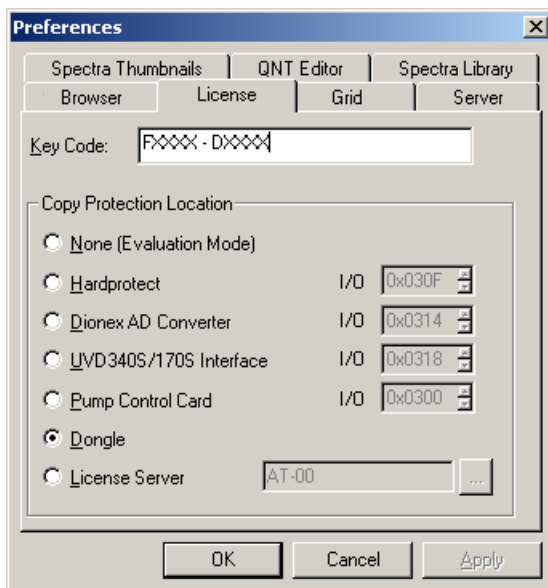 Preferences
Spectra Thumbnails QNT Editor Spectra Library
Browser License Grid Server
Key Code: FXXXX - DXXXX
Copy Protection Location
None (Evaluation Mode)
Hardprotect I/O 0x030F
Dionex AD Converter I/O 0x0314
UVD340S/170S Interface I/O 0x0318
Pump Control Card I/O 0x0300
Dongle
License Server AT-00 ...
OK Cancel Apply